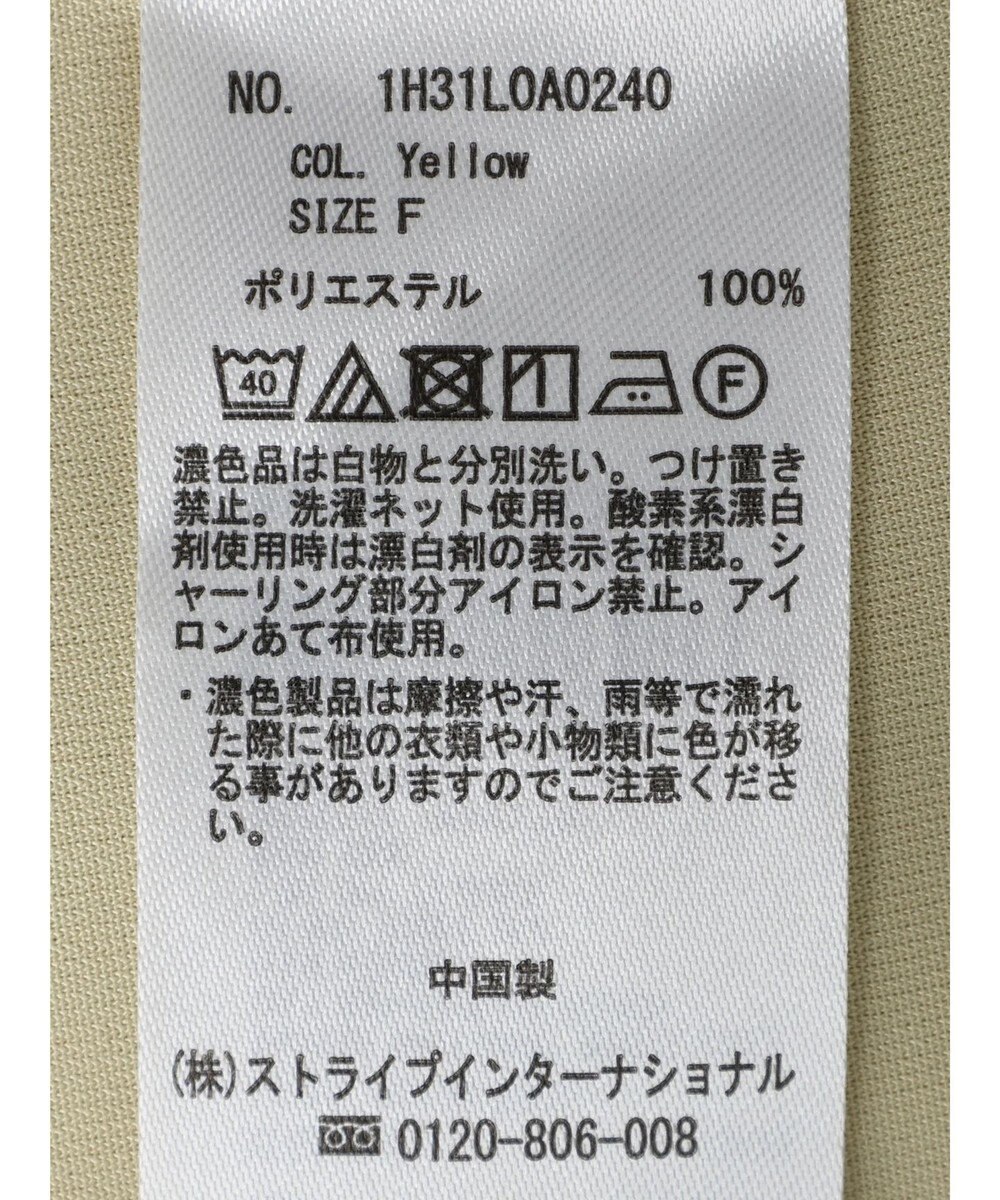 NO. 1H31L0A0240
COL. Yellow
SIZE F
ポリエステル 100%
40 F
濃色品は白物と分別洗い。つけ置き
禁止。洗濯ネット使用。酸素系漂白
剤使用時は漂白剤の表示を確認。シ
ャーリング部分アイロン禁止。アイ
ロンあて布使用。
・濃色製品は摩擦や汗、雨等で濡れ
た際に他の衣類や小物類に色が移
る事がありますのでご注意くださ
い。
中国製
(株)ストライプインターナショナル
0120-806-008